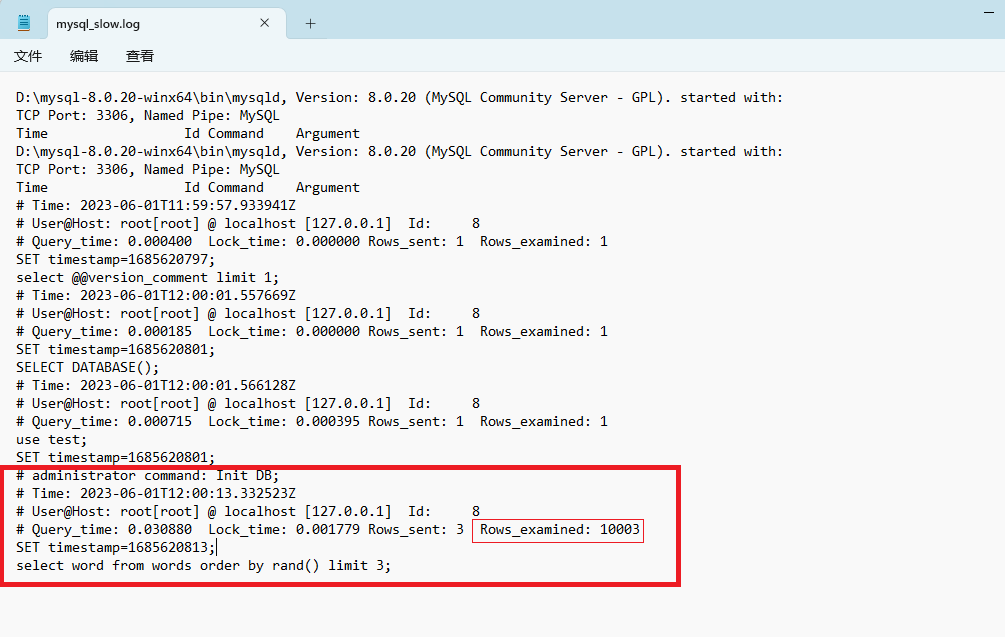 mysql_slow.log
文件 编辑 查看
D:\mysql-8.0.20-winx64\bin\mysqld, Version: 8.0.20 (MySQL Community Server - GPL). started with:
TCP Port: 3306, Named Pipe: MySQL
Time                 Id Command    Argument
D:\mysql-8.0.20-winx64\bin\mysqld, Version: 8.0.20 (MySQL Community Server - GPL). started with:
TCP Port: 3306, Named Pipe: MySQL
Time                 Id Command    Argument
# Time: 2023-06-01T11:59:57.933941Z
# User@Host: root[root] @ localhost [127.0.0.1]  Id:     8
# Query_time: 0.000400  Lock_time: 0.000000 Rows_sent: 1  Rows_examined: 1
SET timestamp=1685620797;
select @@version_comment limit 1;
# Time: 2023-06-01T12:00:01.557669Z
# User@Host: root[root] @ localhost [127.0.0.1]  Id:     8
# Query_time: 0.000185  Lock_time: 0.000000 Rows_sent: 1  Rows_examined: 1
SET timestamp=1685620801;
SELECT DATABASE();
# Time: 2023-06-01T12:00:01.566128Z
# User@Host: root[root] @ localhost [127.0.0.1]  Id:     8
# Query_time: 0.000715  Lock_time: 0.000395 Rows_sent: 1  Rows_examined: 1
use test;
SET timestamp=1685620801;
# administrator command: Init DB;
# Time: 2023-06-01T12:00:13.332523Z
# User@Host: root[root] @ localhost [127.0.0.1]  Id:     8
# Query_time: 0.030880  Lock_time: 0.001779 Rows_sent: 3  Rows_examined: 10003
SET timestamp=1685620813;
select word from words order by rand() limit 3;